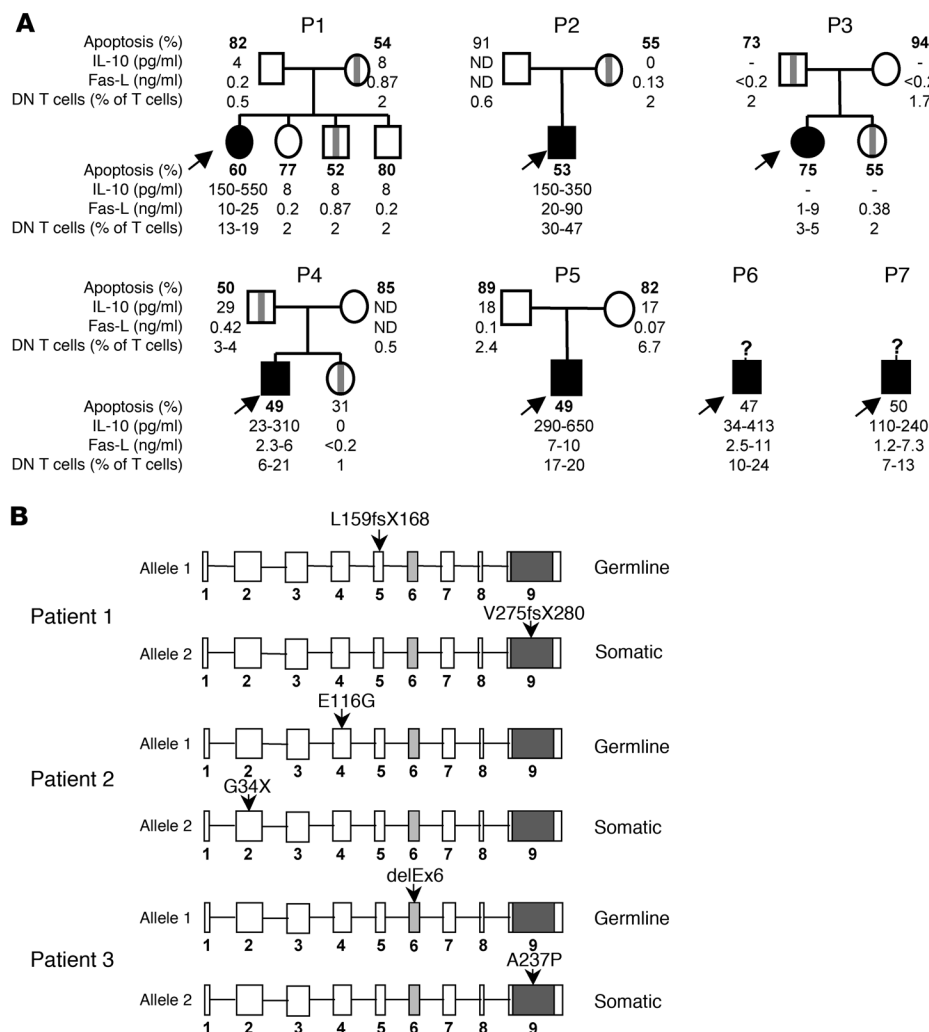 A
P1
P2
P3
Apoptosis (%) 82 54 91 55 73 94
IL-10 (pg/ml) 4 8 ND 0 - -
Fas-L (ng/ml) 0.2 0.87 ND 0.13 <0.2 <0.2
DN T cells (% of T cells) 0.5 2 0.6 2 2 1.7
Apoptosis (%) 60 77 52 80 53 75 55
IL-10 (pg/ml) 150-550 8 8 8 150-350 - -
Fas-L (ng/ml) 10-25 0.2 0.87 0.2 20-90 1-9 0.38
DN T cells (% of T cells) 13-19 2 2 2 30-47 3-5 2
P4
P5
P6
P7
Apoptosis (%) 50 85 89 82
IL-10 (pg/ml) 29 ND 18 17
Fas-L (ng/ml) 0.42 ND 0.1 0.07
DN T cells (% of T cells) 3-4 0.5 2.4 6.7
? ?
Apoptosis (%) 49 31 49 47 50
IL-10 (pg/ml) 23-310 0 290-650 34-413 110-240
Fas-L (ng/ml) 2.3-6 <0.2 7-10 2.5-11 1.2-7.3
DN T cells (% of T cells) 6-21 1 17-20 10-24 7-13
B
L159fsX168
Allele 1 Germline
1 2 3 4 5 6 7 8 9
Patient 1
V275fsX280
Allele 2 Somatic
1 2 3 4 5 6 7 8 9
E116G
Allele 1 Germline
1 2 3 4 5 6 7 8 9
Patient 2
G34X
Allele 2 Somatic
1 2 3 4 5 6 7 8 9
delEx6
Allele 1 Germline
1 2 3 4 5 6 7 8 9
Patient 3
A237P
Allele 2 Somatic
1 2 3 4 5 6 7 8 9